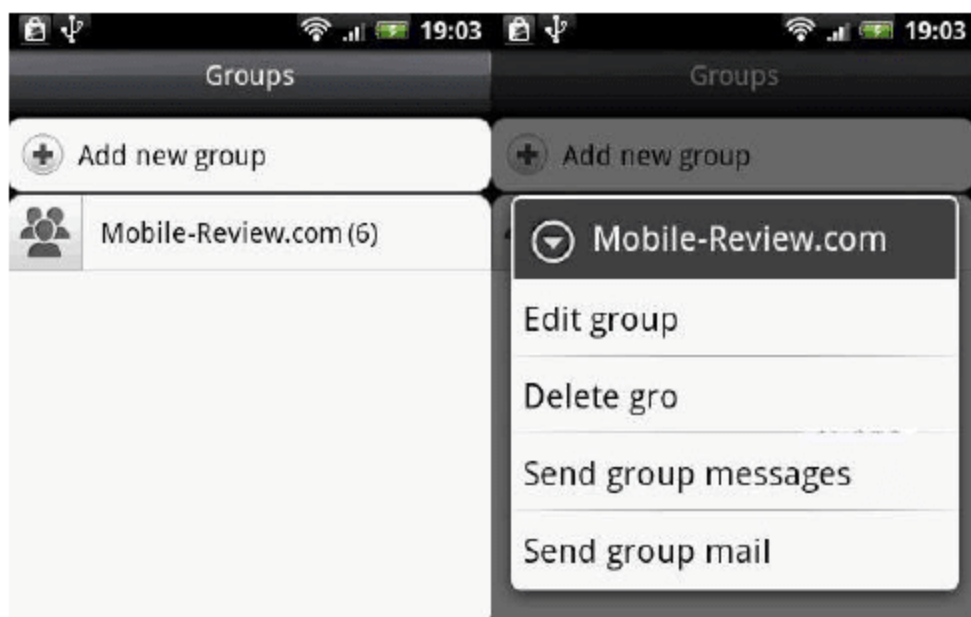 19:03
Groups
Add new group
Mobile-Review.com (6)
19:03
Groups
Add new group
Mobile-Review.com
Edit group
Delete gro
Send group messages
Send group mail